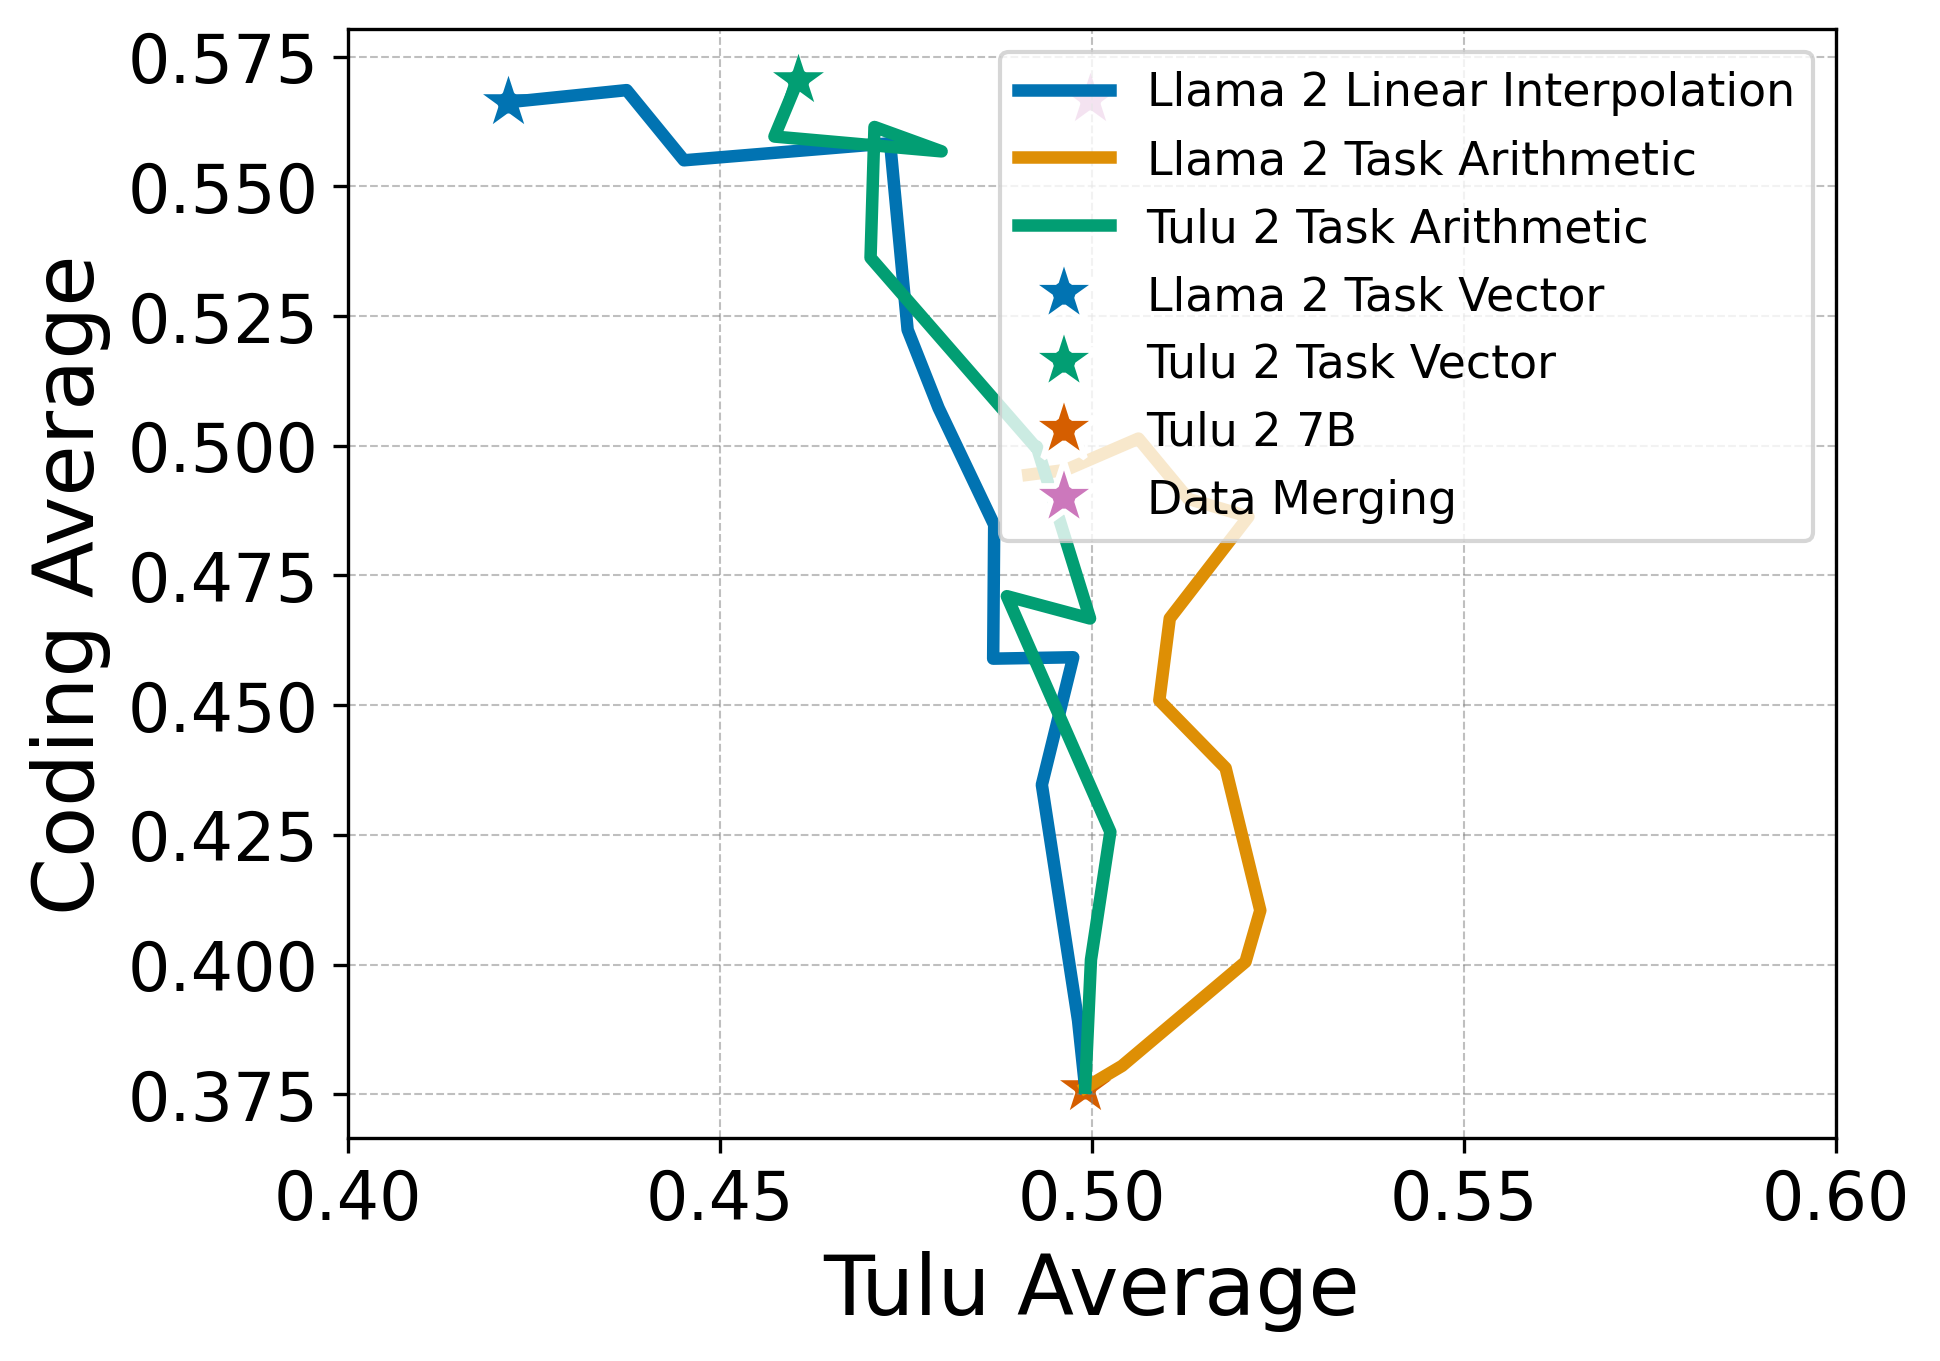 0.575
0.550
0.525
0.500
0.475
0.450
0.425
0.400
0.375
Coding Average
Llama 2 Linear Interpolation
Llama 2 Task Arithmetic
Tulu 2 Task Arithmetic
Llama 2 Task Vector
Tulu 2 Task Vector
Tulu 2 7B
Data Merging
0.40 0.45 0.50 0.55 0.60
Tulu Average